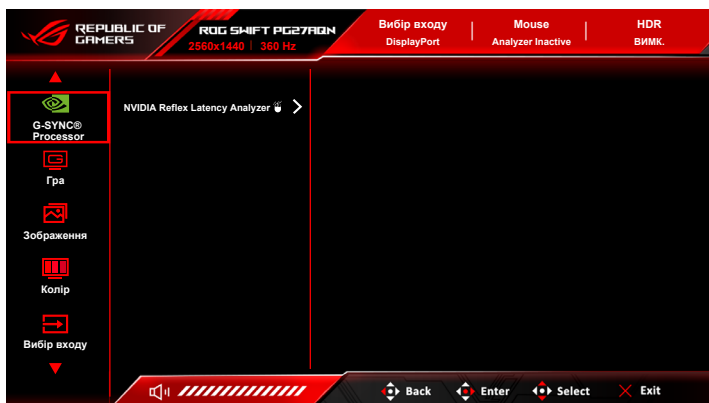 REPUBLIC OF
GAMERS
ROG SWIFT PG27AQN
2560x1440 | 360 Hz
Вибір входу
DisplayPort
Mouse
Analyzer Inactive
HDR
ВИМК.
G-SYNC®
Processor
NVIDIA Reflex Latency Analyzer
Гра
Зображення
Колір
Вибір входу
Back
Enter
Select
Exit